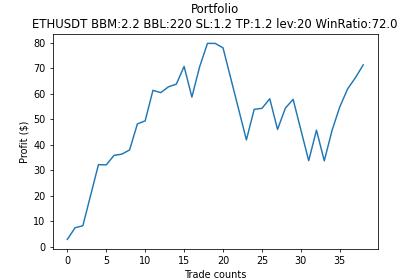 Portfolio
ETHUSDT BBM:2.2 BBL:220 SL:1.2 TP:1.2 lev:20 WinRatio:72.0
80
70
60
50
40
30
20
10
0
Profit ($)
0 5 10 15 20 25 30 35
Trade counts